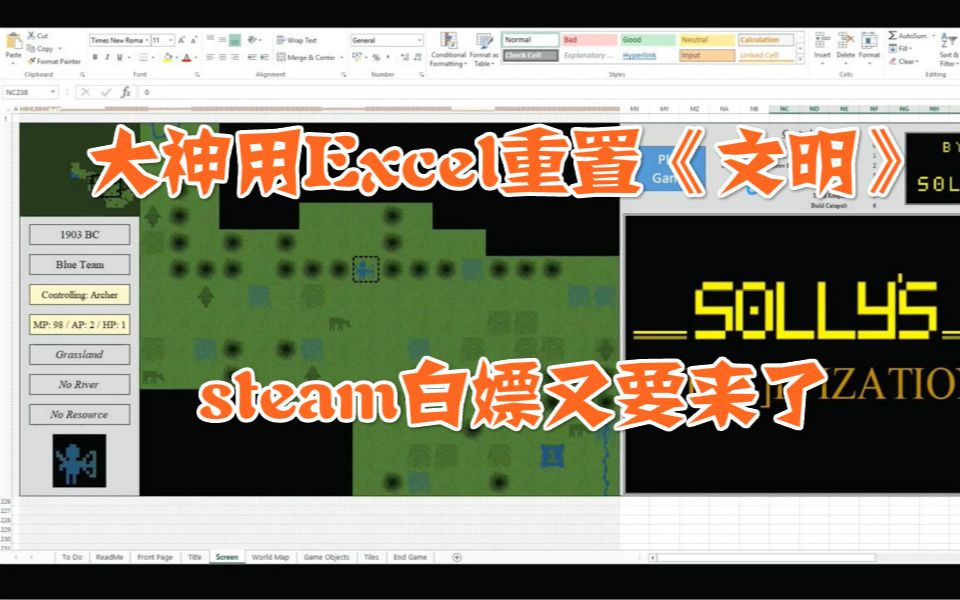 Cut
Copy
Format Painter
Paste
Clipboard
Times New Roma
11
Font
Wrap Text
Merge & Center
Alignment
General
Number
Conditional Formatting
Format as Table
Normal
Bad
Good
Neutral
Calculation
Check Cell
Explanatory ...
Hyperlink
Input
Linked Cell
Styles
Insert
Delete
Format
Cells
AutoSum
Fill
Clear
Sort &
Filter
Editing
NC238
fx
0
MX MY MZ NA NB NC ND NE NF NG NH
大神用Excel重置《文明》
BY
SOL
Build Catapult 6
1903 BC
Blue Team
Controlling: Archer
MP: 98 / AP: 2 / HP: 1
Grassland
No River
No Resource
SOLLY'S
IZATION
steam白嫖又要来了
1
226
227
228
229
230
231
To Do
ReadMe
Front Page
Title
Screen
World Map
Game Objects
Tiles
End Game